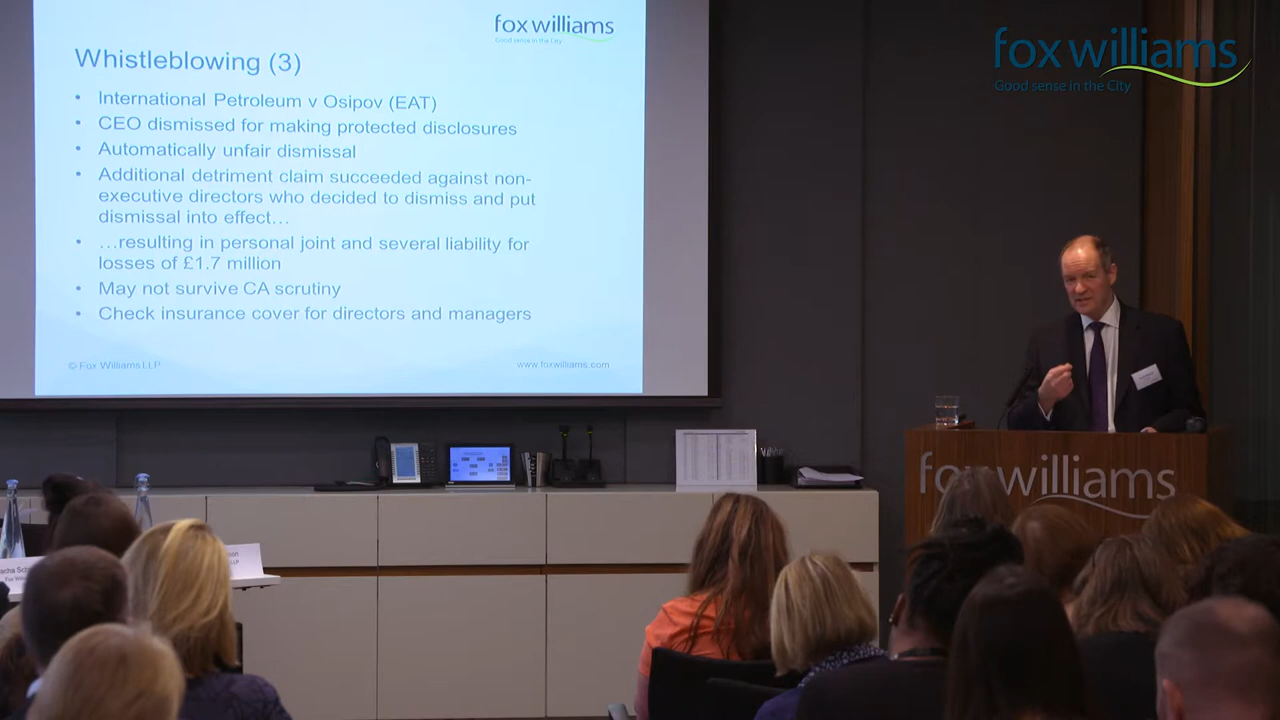 fox williams
Good sense in the City
Whistleblowing (3)
• International Petroleum v Osipov (EAT)
• CEO dismissed for making protected disclosures
• Automatically unfair dismissal
• Additional detriment claim succeeded against non-
executive directors who decided to dismiss and put
dismissal into effect…
• …resulting in personal joint and several liability for
losses of £1.7 million
• May not survive CA scrutiny
• Check insurance cover for directors and managers
© Fox Williams LLP
www.foxwilliams.com
fox williams
Good sense in the City
fox williams